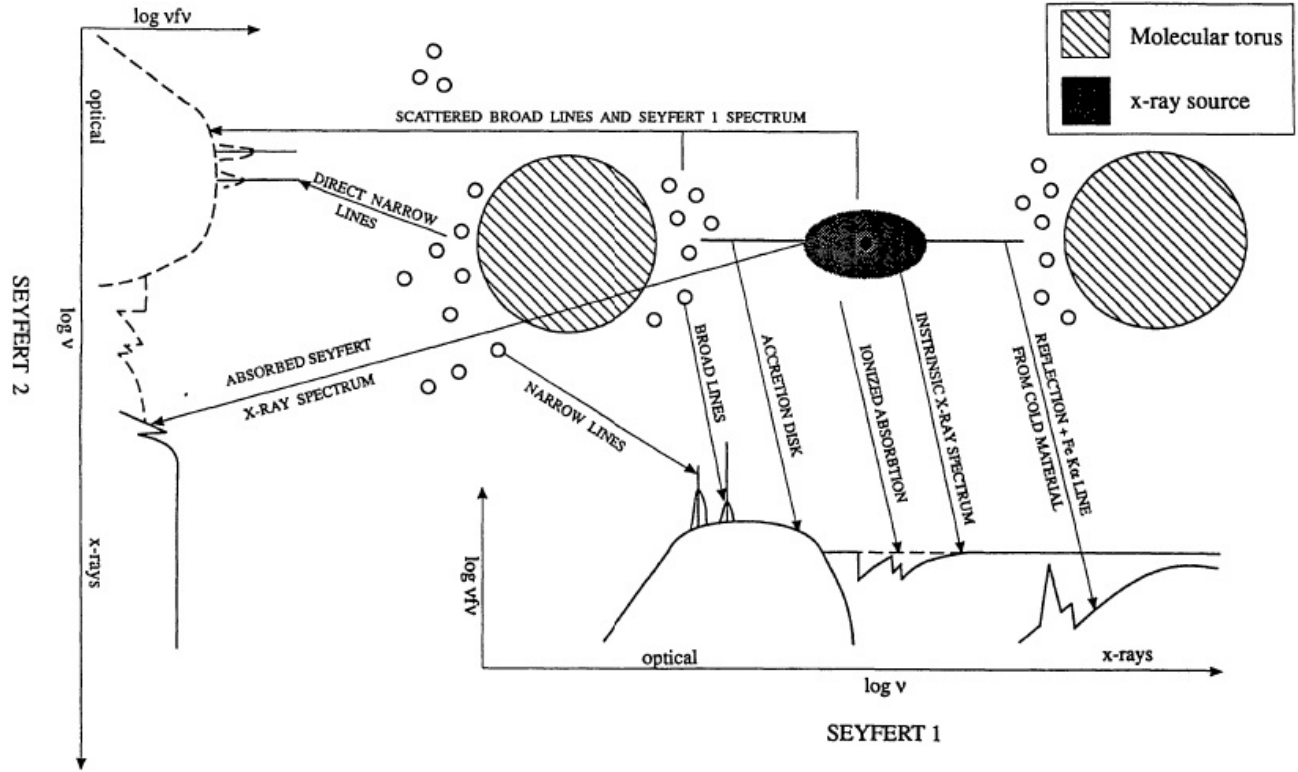 log νfν
Molecular torus
x-ray source
optical
SCATTERED BROAD LINES AND SEYFERT 1 SPECTRUM
DIRECT NARROW
LINES
SEYFERT 2
log ν
ABSORBED SEYFERT
X-RAY SPECTRUM
NARROW LINES
BROAD LINES
ACCRETION DISK
IONIZED ABSORBTION
INSTRINSIC X-RAY SPECTRUM
REFLECTION + Fe Kα LINE
FROM COLD MATERIAL
x-rays
log νfν
optical
x-rays
log ν
SEYFERT 1